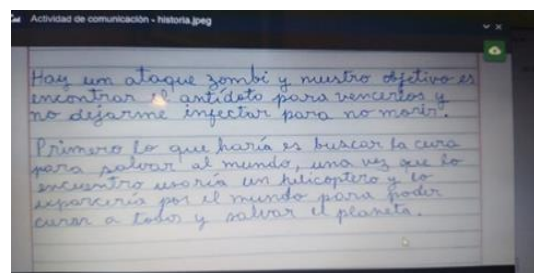 Actividad de comunicación - historia.jpeg
Hay um ataque zombi y nuestro objetivo es
encontrar el antídoto para vencerlos y
no dejarme infectar para no morir.
Primero lo que haría es buscar la cura
para salvar al mundo, una vez que lo
encuentro usaría un helicoptero y lo
esparceria por el mundo para poder
curar a todos y salvar el planeta.